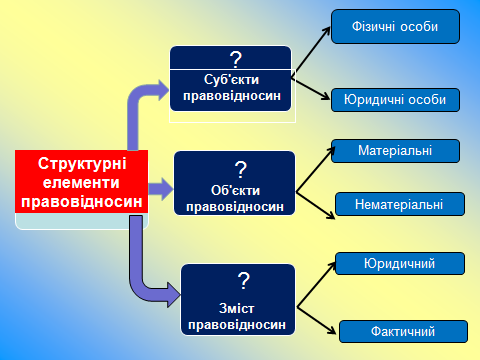 Структурні
елементи
правовідносин
?
Суб'єкти
правовідносин
Фізичні особи
Юридичні особи
?
Об'єкти
правовідносин
Матеріальні
Нематеріальні
?
Зміст
правовідносин
Юридичний
Фактичний